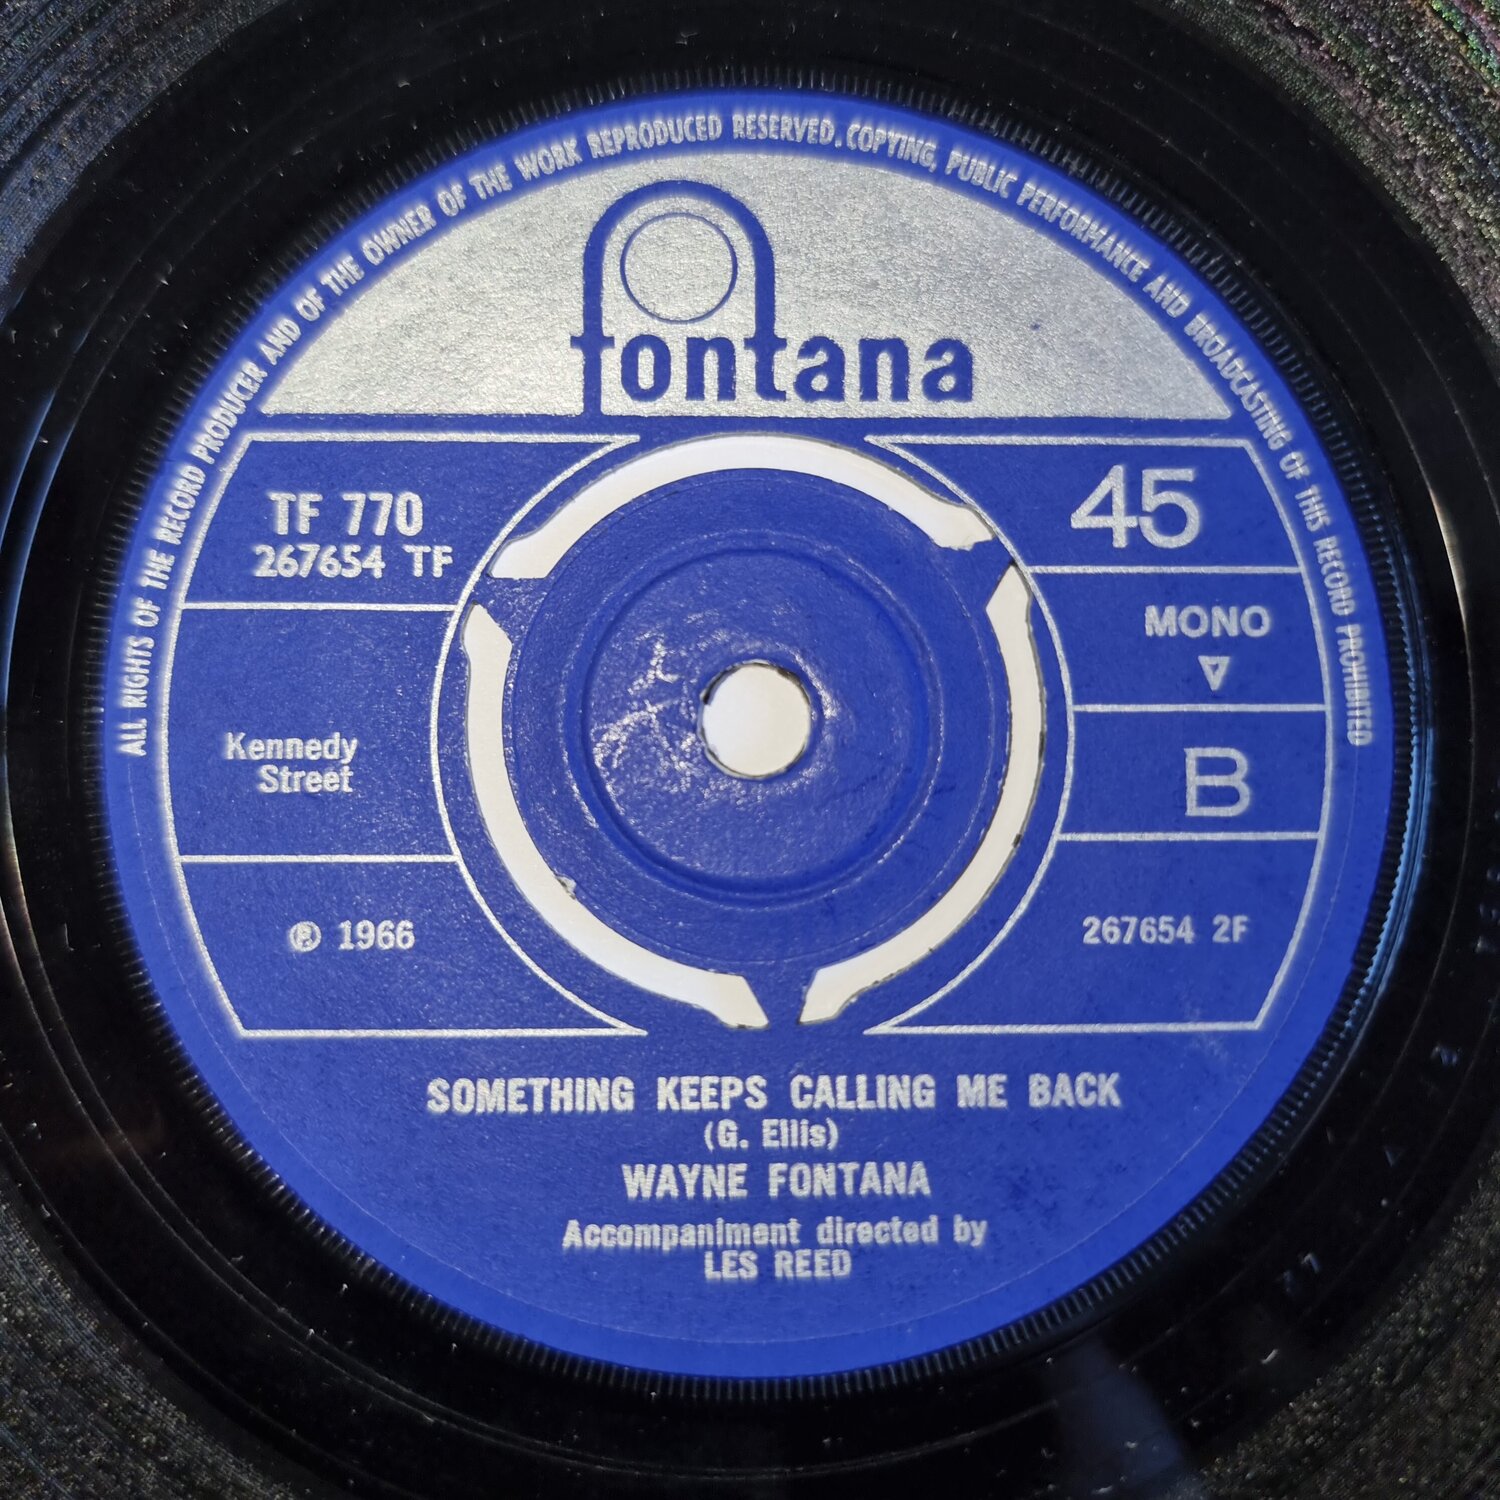 ALL RIGHTS OF THE RECORD PRODUCER AND OF THE OWNER OF THE WORK REPRODUCED RESERVED. COPYING, PUBLIC PERFORMANCE AND BROADCASTING OF THIS RECORD PROHIBITED
fontana
TF 770
267654 TF
45
MONO
Kennedy
Street
B
℗ 1966
267654 2F
SOMETHING KEEPS CALLING ME BACK
(G. Ellis)
WAYNE FONTANA
Accompaniment directed by
LES REED